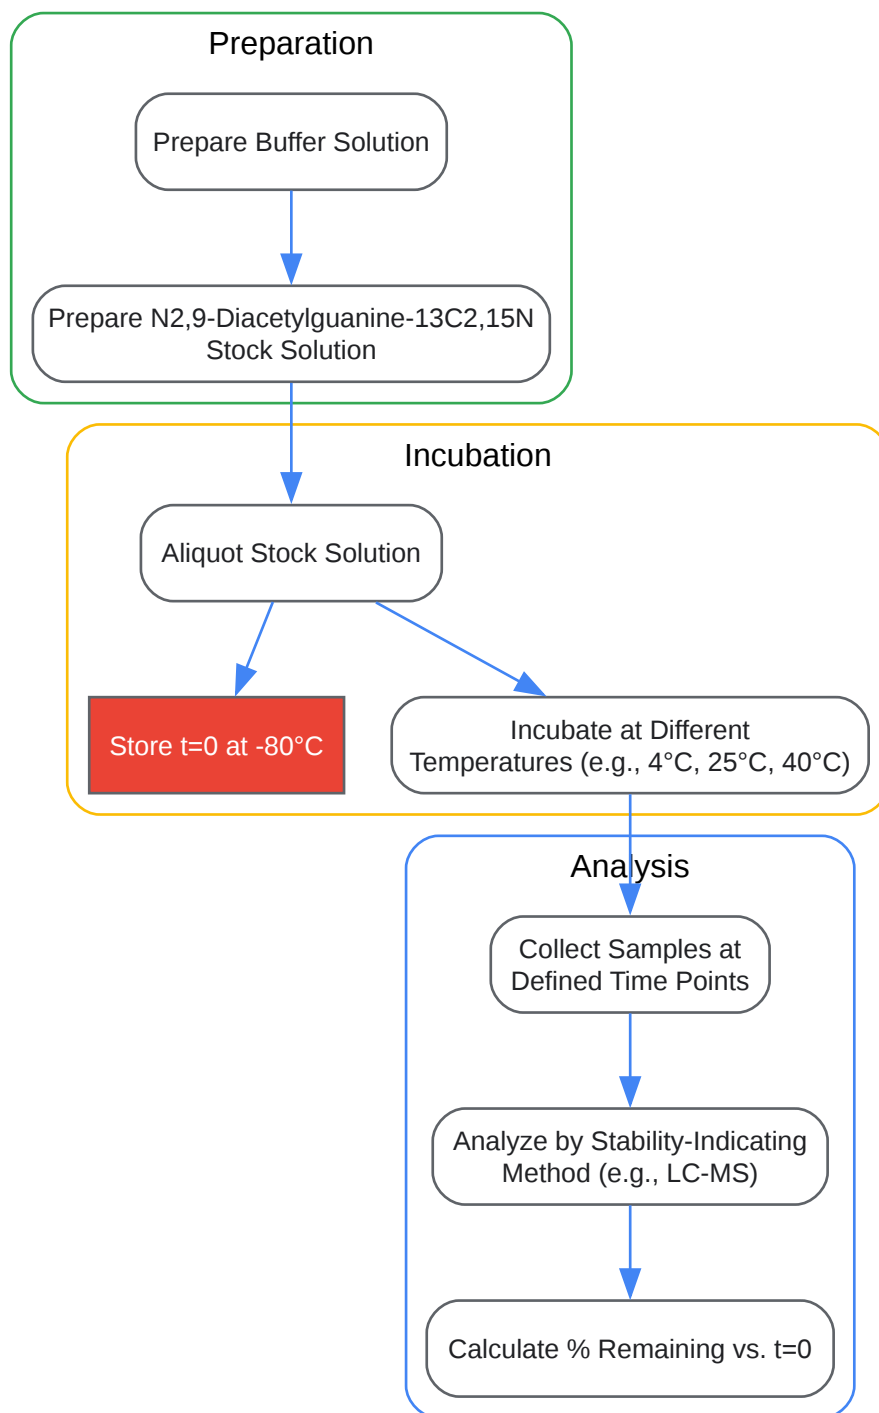 Preparation
Prepare Buffer Solution
Prepare N2,9-Diacetylguanine-13C2,15N
Stock Solution
Incubation
Aliquot Stock Solution
Store t=0 at -80°C
Incubate at Different
Temperatures (e.g., 4°C, 25°C, 40°C)
Analysis
Collect Samples at
Defined Time Points
Analyze by Stability-Indicating
Method (e.g., LC-MS)
Calculate % Remaining vs. t=0